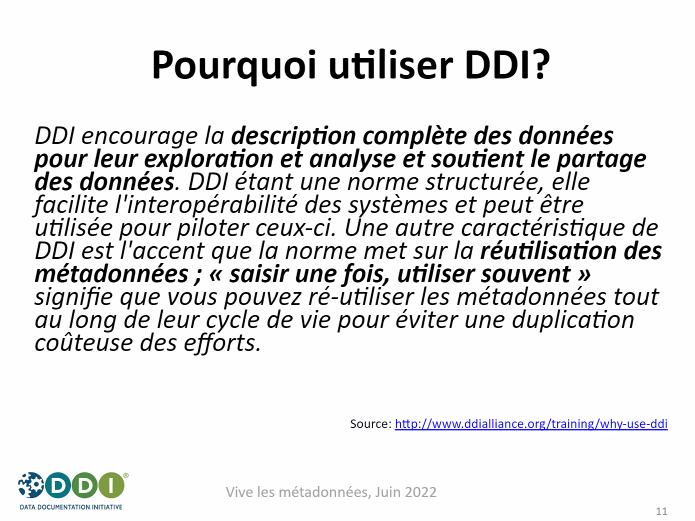 Pourquoi utiliser DDI?
DDI encourage la description complète des données
pour leur exploration et analyse et soutient le partage
des données. DDI étant une norme structurée, elle
facilite l'interopérabilité des systèmes et peut être
utilisée pour piloter ceux-ci. Une autre caractéristique de
DDI est l'accent que la norme met sur la réutilisation des
métadonnées ; « saisir une fois, utiliser souvent »
signifie que vous pouvez ré-utiliser les métadonnées tout
au long de leur cycle de vie pour éviter une duplication
coûteuse des efforts.
Source: http://www.ddialliance.org/training/why-use-ddi
DDI®
DATA DOCUMENTATION INITIATIVE
Vive les métadonnées, Juin 2022
11